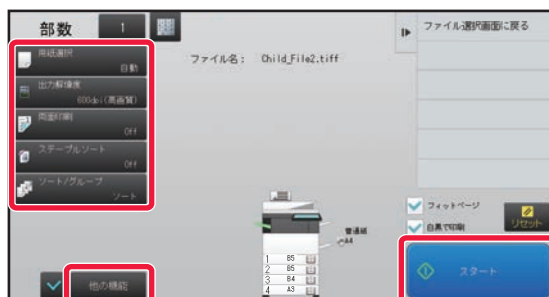 部数 1
ファイル選択画面に戻る
ファイル名： Child_File2.tiff
用紙選択
自動
出力解像度
600dpi(高画質)
両面印刷
Off
ステープルソート
Off
ソート/グループ
ソート
普通紙
A4
1 B5
2 B5
3 B4
4 A3
フィットページ
白黒で印刷
リセット
スタート
他の機能